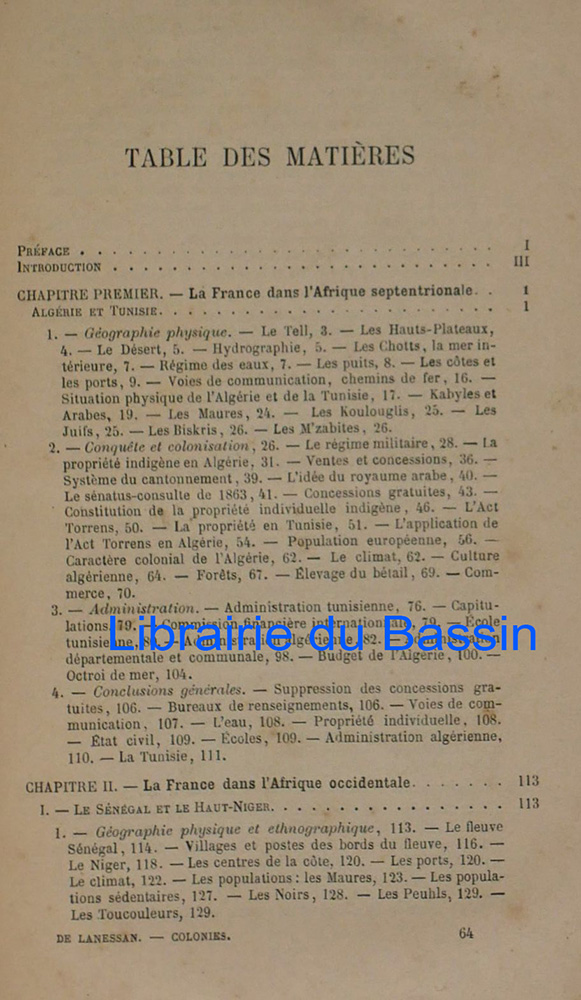 TABLE DES MATIÈRES
PRÉFACE . . . . . . . . . . . . . . . . . . . . . . . . I
INTRODUCTION . . . . . . . . . . . . . . . . . . . . . . III
CHAPITRE PREMIER. — La France dans l'Afrique septentrionale. . 1
ALGÉRIE ET TUNISIE. . . . . . . . . . . . . . . . . . . . 1
1. — Géographie physique. — Le Tell, 3. — Les Hauts-Plateaux,
4. — Le Désert, 5. — Hydrographie, 5. — Les Chotts, la mer in-
térieure, 7. — Régime des eaux, 7. — Les puits, 8. — Les côtes et
les ports, 9. — Voies de communication, chemins de fer, 16. —
Situation physique de l'Algérie et de la Tunisie, 17. — Kabyles et
Arabes, 19. — Les Maures, 24. — Les Koulouglis, 25. — Les
Juifs, 25. — Les Biskris, 26. — Les M'zabites, 26.
2. — Conquête et colonisation, 26. — Le régime militaire, 28. — La
propriété indigène en Algérie, 31. — Ventes et concessions, 36. —
Système du cantonnement, 39. — L'idée du royaume arabe, 40. —
Le sénatus-consulte de 1863, 41. — Concessions gratuites, 43. —
Constitution de la propriété individuelle indigène, 46. — L'Act
Torrens, 50. — La propriété en Tunisie, 51. — L'application de
l'Act Torrens en Algérie, 54. — Population européenne, 56. —
Caractère colonial de l'Algérie, 62. — Le climat, 62. — Culture
algérienne, 64. — Forêts, 67. — Élevage du bétail, 69. — Com-
merce, 70.
3. — Administration. — Administration tunisienne, 76. — Capitu-
lations, 79. — Commission financière internationale, 79. — École
tunisienne, — Administration algérienne, 82. — Administration
Librairie du Bassin
départementale et communale, 98. — Budget de l'Algérie, 100. —
Octroi de mer, 104.
4. — Conclusions générales. — Suppression des concessions gra-
tuites, 106. — Bureaux de renseignements, 106. — Voies de com-
munication, 107. — L'eau, 108. — Propriété individuelle, 108.
— État civil, 109. — Écoles, 109. — Administration algérienne,
110. — La Tunisie, 111.
CHAPITRE II. — La France dans l'Afrique occidentale. . . . . . . 113
I. — LE SÉNÉGAL ET LE HAUT-NIGER. . . . . . . . . . . . . . . . 113
1. — Géographie physique et ethnographique, 113. — Le fleuve
Sénégal, 114. — Villages et postes des bords du fleuve, 116. —
Le Niger, 118. — Les centres de la côte, 120. — Les ports, 120. —
Le climat, 122. — Les populations : les Maures, 123. — Les popula-
tions sédentaires, 127. — Les Noirs, 128. — Les Peuhls, 129. —
Les Toucouleurs, 129.
DE LANESSAN. — COLONIES. 64